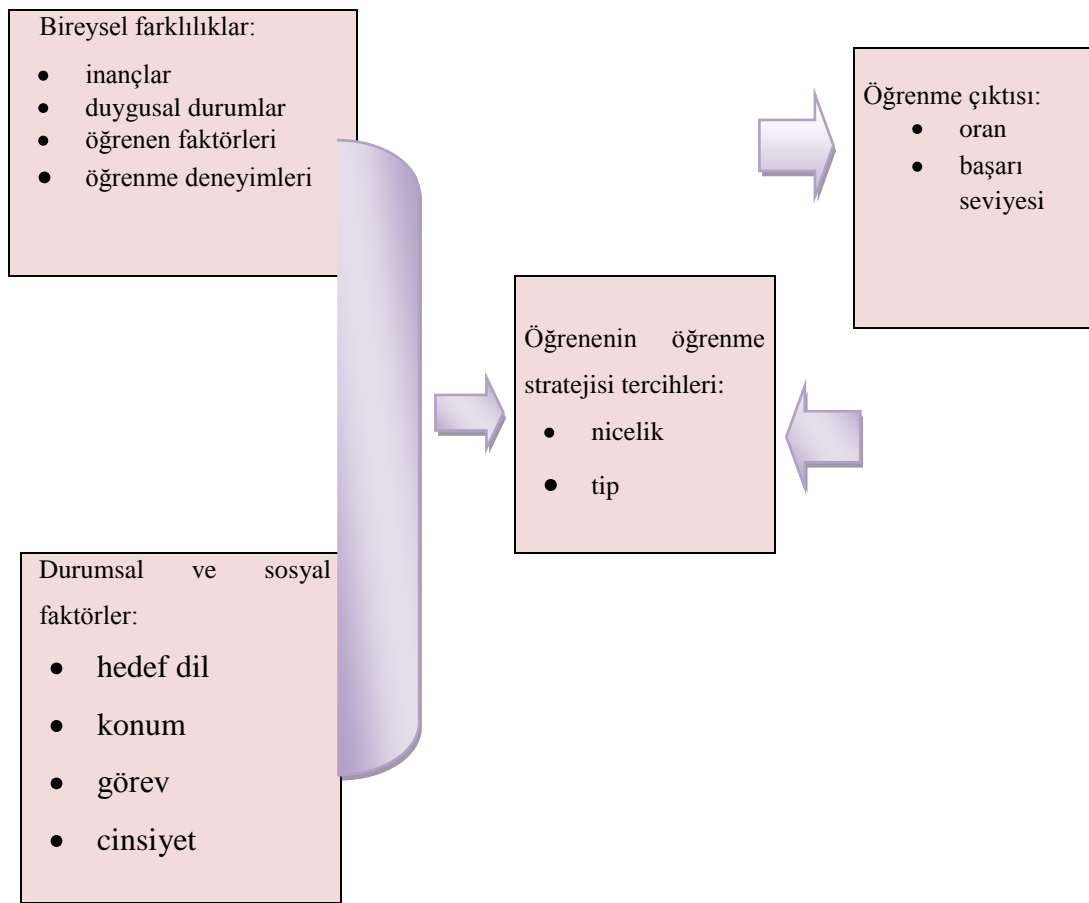 Bireysel farklılıklar:
• inançlar
• duygusal durumlar
• öğrenen faktörleri
• öğrenme deneyimleri
Öğrenme çıktısı:
• oran
• başarı
seviyesi
Öğrenenin öğrenme
stratejisi tercihleri:
• nicelik
• tip
Durumsal ve sosyal
faktörler:
• hedef dil
• konum
• görev
• cinsiyet